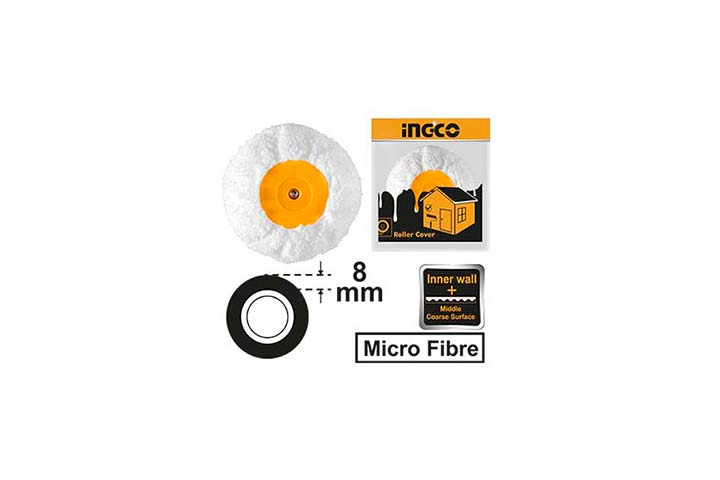 INGCO
Roller Cover
8
mm
Inner wall
+
Middle
Coarse Surface
Micro Fibre